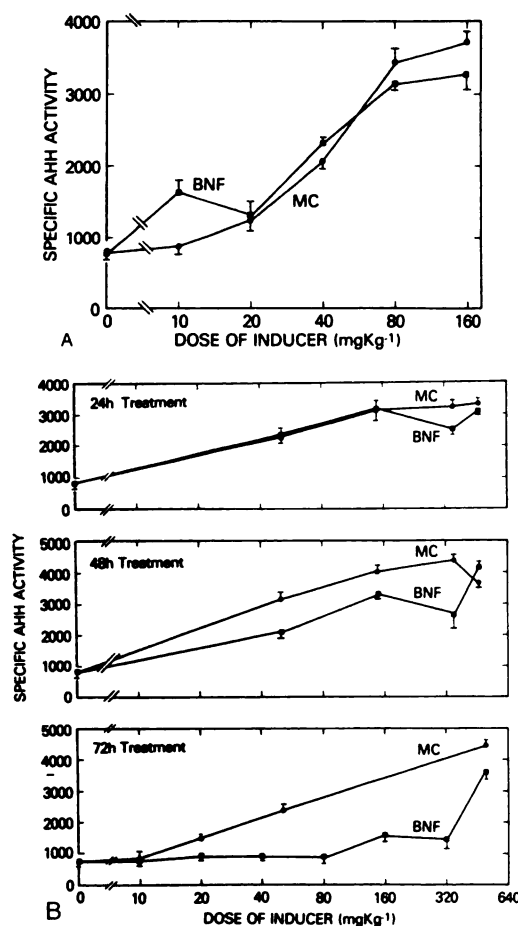 4000
3000
2000
1000
0
SPECIFIC AHH ACTIVITY
BNF
MC
0 10 20 40 80 160
A
DOSE OF INDUCER (mgKg-1)
24h Treatment
4000
3000
2000
1000
0
MC
BNF
SPECIFIC AHH ACTIVITY
48h Treatment
5000
4000
3000
2000
1000
0
MC
BNF
72h Treatment
5000
4000
3000
2000
1000
0
MC
BNF
0 10 20 40 80 160 320 640
B
DOSE OF INDUCER (mgKg-1)